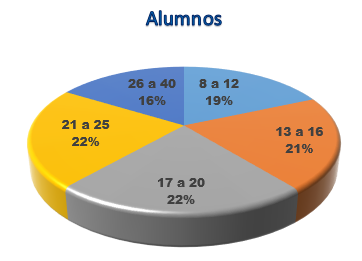 Alumnos
26 a 40
16%
8 a 12
19%
21 a 25
22%
13 a 16
21%
17 a 20
22%